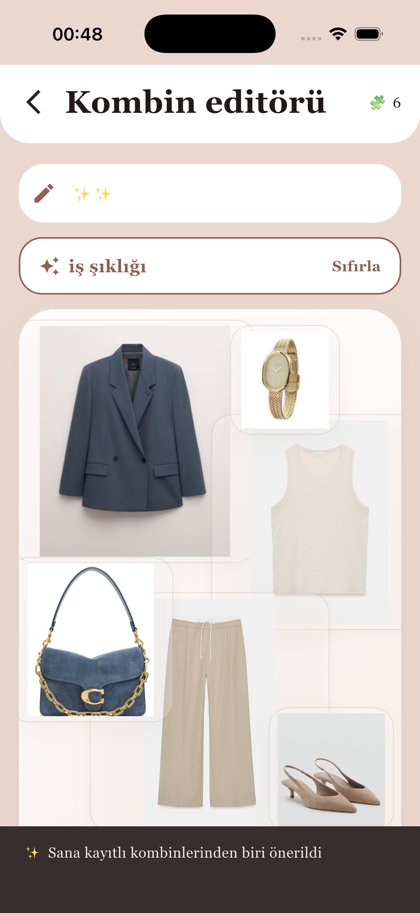 00:48
Kombin editörü
6
iş şıklığı
Sıfırla
Sana kayıtlı kombinlerinden biri önerildi